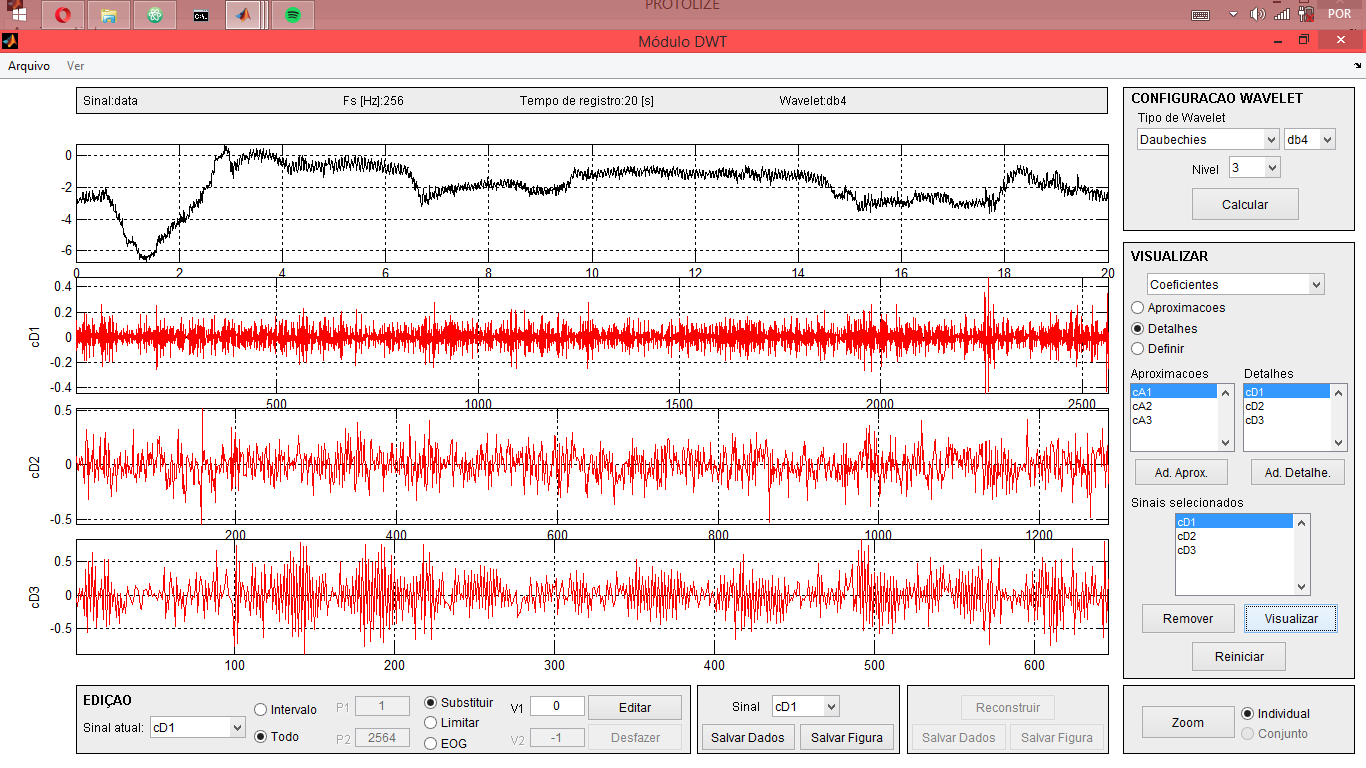 PROTOLIZE
C:\_
POR
Módulo DWT
Arquivo Ver
Sinal:data Fs [Hz]:256 Tempo de registro:20 [s] Wavelet:db4
0
-2
-4
-6
0 2 4 6 8 10 12 14 16 18 20
cD1
0.4
0.2
0
-0.2
-0.4
500 1000 1500 2000 2500
cD2
0.5
0
-0.5
200 400 600 800 1000 1200
cD3
0.5
0
-0.5
100 200 300 400 500 600
CONFIGURACAO WAVELET
Tipo de Wavelet
Daubechies db4
Nivel 3
Calcular
VISUALIZAR
Coeficientes
Aproximacoes
Detalhes
Definir
Aproximacoes Detalhes
cA1 cD1
cA2 cD2
cA3 cD3
Ad. Aprox. Ad. Detalhe.
Sinais selecionados
cD1
cD2
cD3
Remover Visualizar
Reiniciar
EDIÇAO
Sinal atual: cD1
Intervalo
Todo
P1 1
P2 2564
Substituir
Limitar
EOG
V1 0
V2 -1
Editar
Desfazer
Sinal cD1
Salvar Dados Salvar Figura
Reconstruir
Salvar Dados Salvar Figura
Zoom
Individual
Conjunto